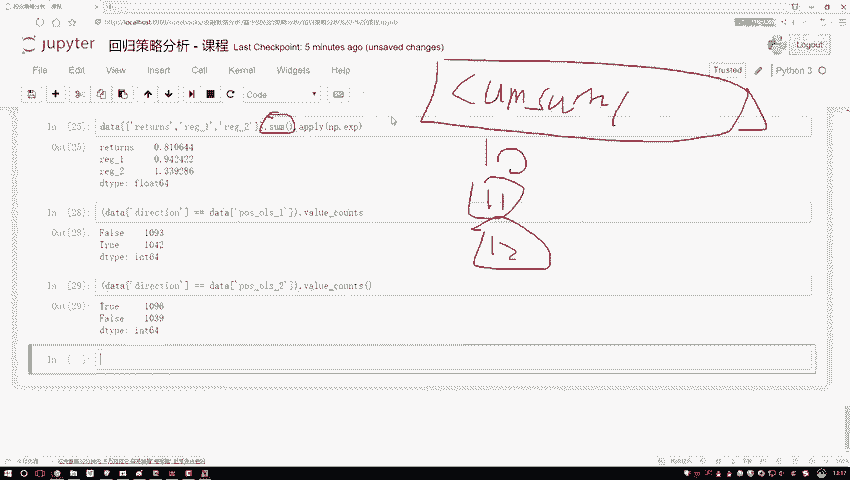 jupyter 回归策略分析 - 课程 Last Checkpoint: 5 minutes ago (unsaved changes)
Logout
File Edit View Insert Cell Kernel Widgets Help
Trusted Python 3
Code
cumsum
10
11
12
In [25]: data[['returns','reg_1','reg_2']].sum().apply(np.exp)
Out[25]: returns 0.810644
reg_1 0.942422
reg_2 1.339286
dtype: float64
In [28]: (data['direction'] == data['pos_ols_1']).value_counts
Out[28]: False 1093
True 1042
dtype: int64
In [29]: (data['direction'] == data['pos_ols_2']).value_counts()
Out[29]: True 1096
False 1039
dtype: int64
In [ ]:
13:17